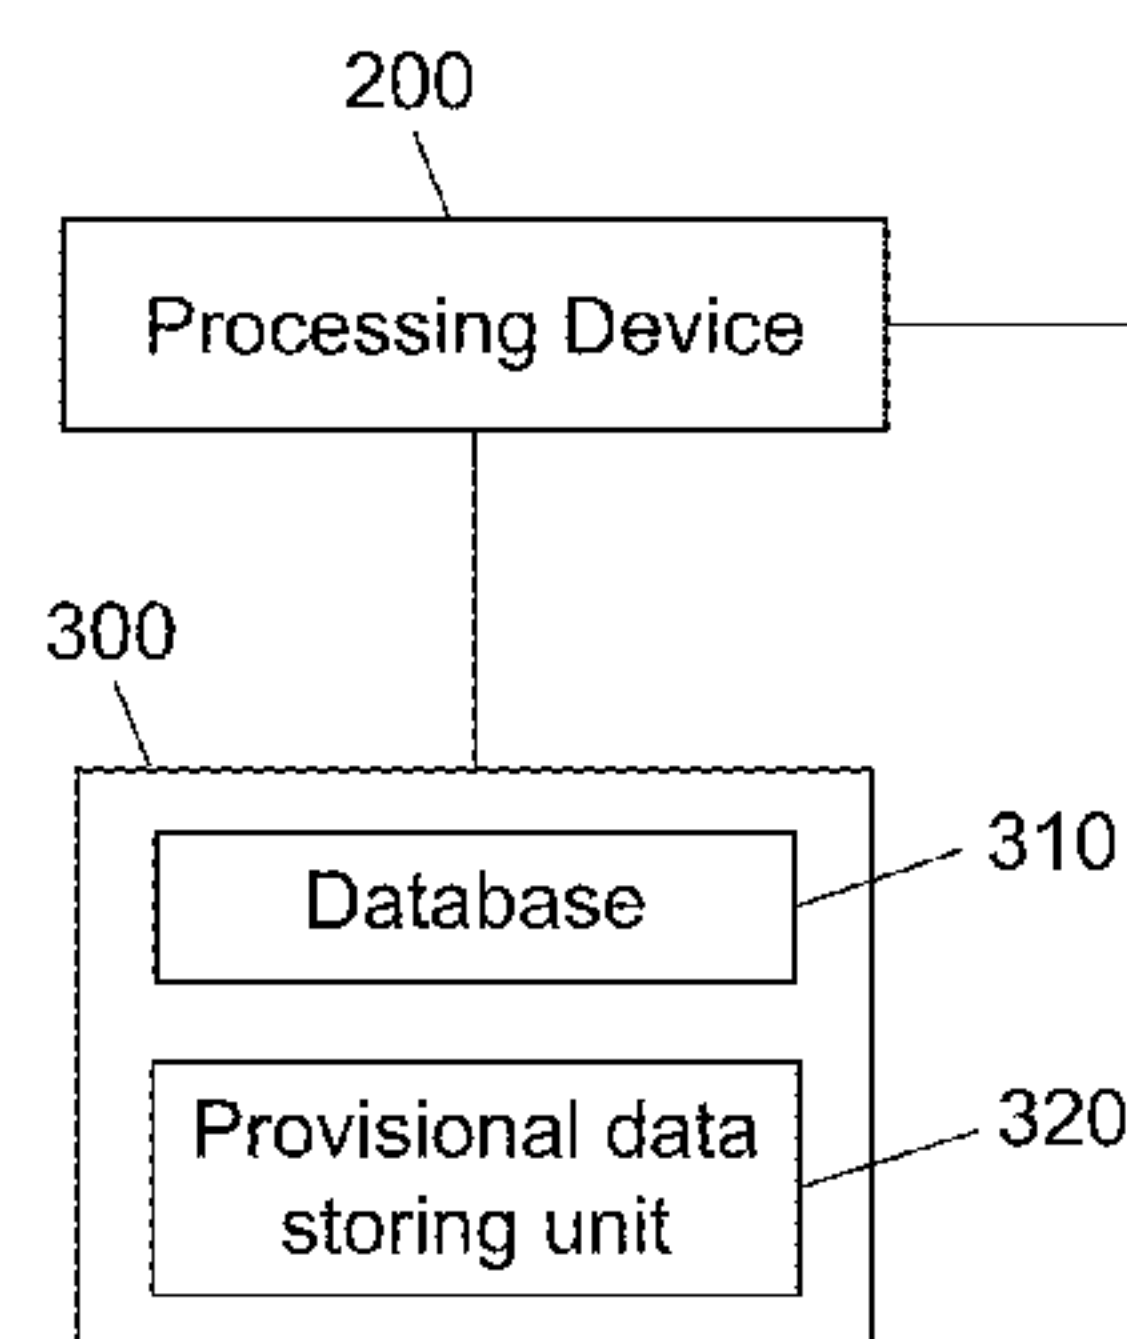 200
Processing Device
300
Database
310
Provisional data
storing unit
320